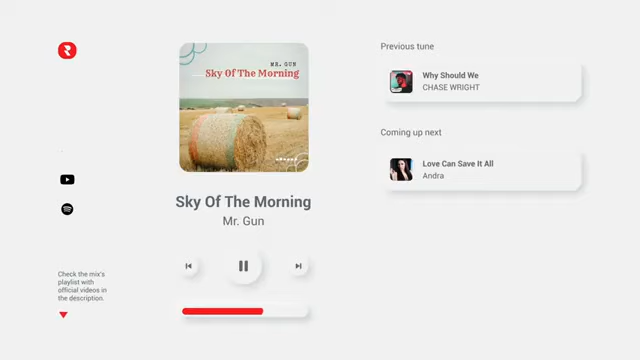 MR. GUN
Sky Of The Morning
Sky Of The Morning
Mr. Gun
Previous tune
Why Should We
CHASE WRIGHT
Coming up next
Love Can Save It All
Andra
Check the mix's
playlist with
official videos in
the description.